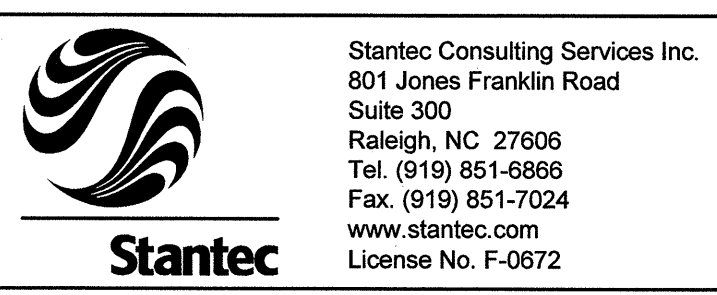 Stantec
Stantec Consulting Services Inc.
801 Jones Franklin Road
Suite 300
Raleigh, NC  27606
Tel. (919) 851-6866
Fax. (919) 851-7024
www.stantec.com
License No. F-0672